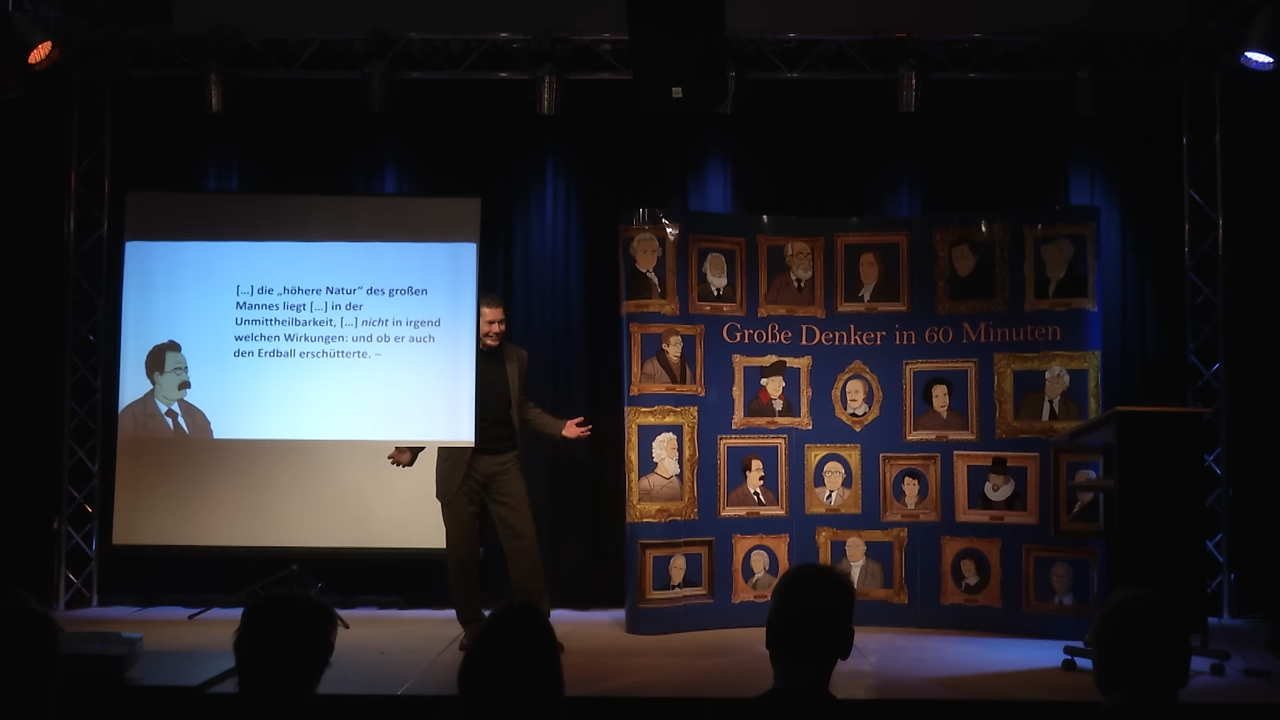 [...] die „höhere Natur“ des großen
Mannes liegt [...] in der
Unmittheilbarkeit, [...] nicht in irgend
welchen Wirkungen: und ob er auch
den Erdball erschütterte. –
Große Denker in 60 Minuten